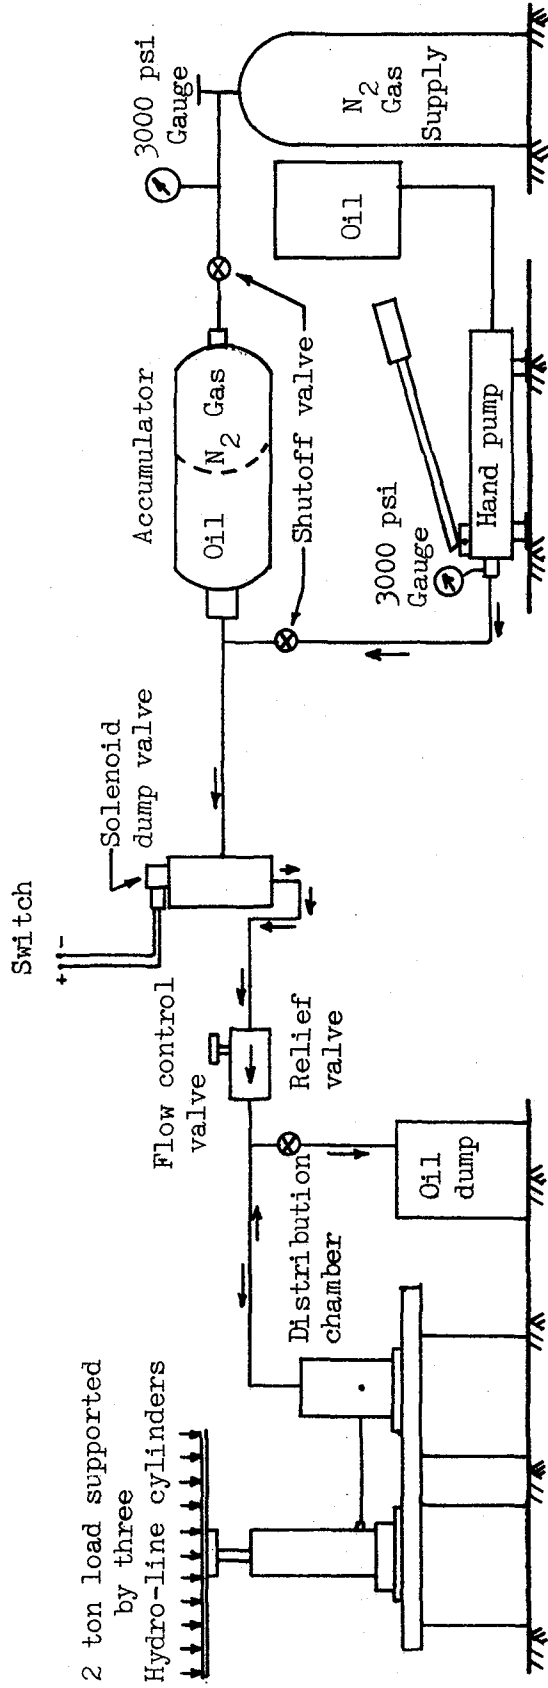 2 ton load supported
by three
Hydro-line cylinders
Distribution
chamber
Oil
dump
Flow control
valve
Relief
valve
Switch
+ -
Solenoid
dump valve
Accumulator
Oil
N2 Gas
Shutoff valve
3000 psi
Gauge
Hand pump
3000 psi
Gauge
Oil
N2
Gas
Supply